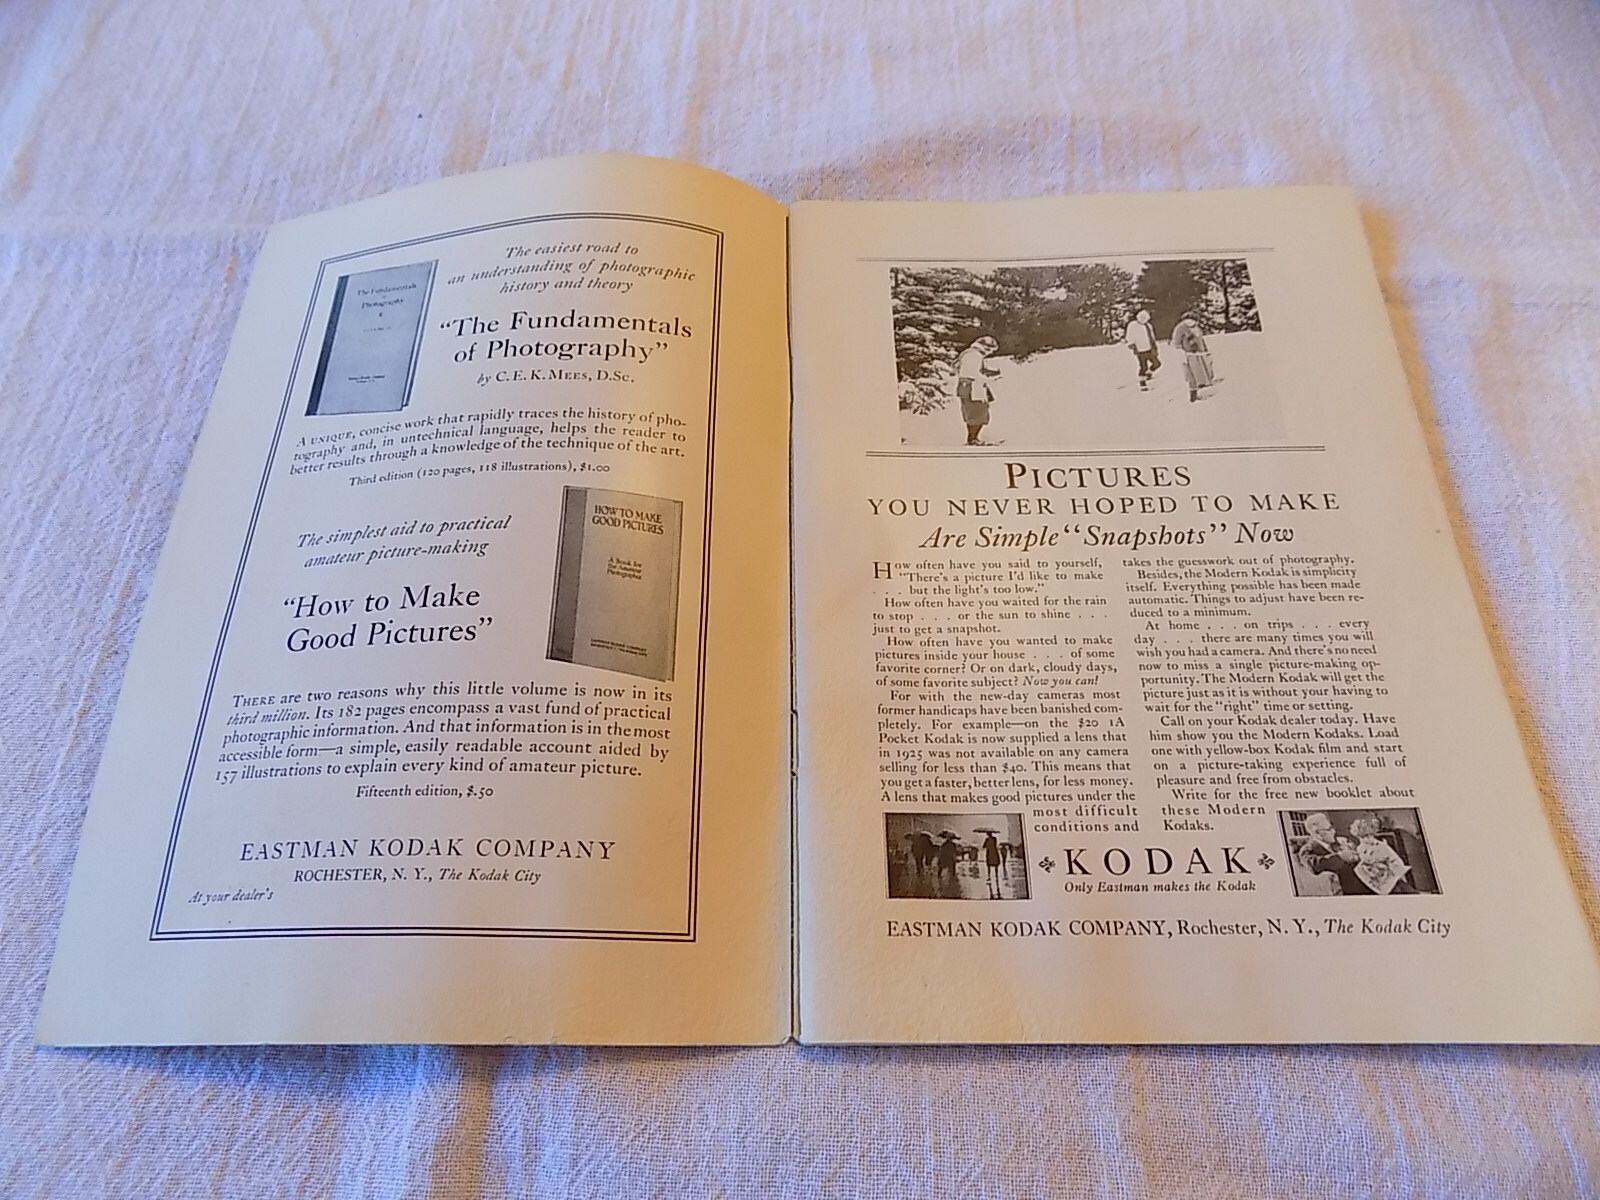 The Fundamentals
of
Photography
The easiest road to
an understanding of photographic
history and theory
“The Fundamentals
of Photography”
by C. E. K. MEES, D.Sc.
A UNIQUE, concise work that rapidly traces the history of pho-
tography and, in untechnical language, helps the reader to
better results through a knowledge of the technique of the art.
Third edition (120 pages, 118 illustrations), $1.00
The simplest aid to practical
amateur picture-making
“How to Make
Good Pictures”
HOW TO MAKE
GOOD PICTURES
A Book for
the Amateur
Photographer
THERE are two reasons why this little volume is now in its
third million. Its 182 pages encompass a vast fund of practical
photographic information. And that information is in the most
accessible form—a simple, easily readable account aided by
157 illustrations to explain every kind of amateur picture.
Fifteenth edition, $.50
EASTMAN KODAK COMPANY
ROCHESTER, N. Y., The Kodak City
At your dealer's
PICTURES
YOU NEVER HOPED TO MAKE
Are Simple “Snapshots” Now
How often have you said to yourself,
“There's a picture I'd like to make
. . . but the light's too low.”
How often have you waited for the rain
to stop . . . or the sun to shine . . .
just to get a snapshot.
How often have you wanted to make
pictures inside your house . . . of some
favorite corner? Or on dark, cloudy days,
of some favorite subject? Now you can!
For with the new-day cameras most
former handicaps have been banished com-
pletely. For example—on the $20 1A
Pocket Kodak is now supplied a lens that
in 1925 was not available on any camera
selling for less than $40. This means that
you get a faster, better lens, for less money.
A lens that makes good pictures under the
most difficult
conditions and
takes the guesswork out of photography.
Besides, the Modern Kodak is simplicity
itself. Everything possible has been made
automatic. Things to adjust have been re-
duced to a minimum.
At home . . . on trips . . . every
day . . . there are many times you will
wish you had a camera. And there's no need
now to miss a single picture-making op-
portunity. The Modern Kodak will get the
picture just as it is without your having to
wait for the “right” time or setting.
Call on your Kodak dealer today. Have
him show you the Modern Kodaks. Load
one with yellow-box Kodak film and start
on a picture-taking experience full of
pleasure and free from obstacles.
Write for the free new booklet about
these Modern
Kodaks.
KODAK
Only Eastman makes the Kodak
EASTMAN KODAK COMPANY, Rochester, N. Y., The Kodak City